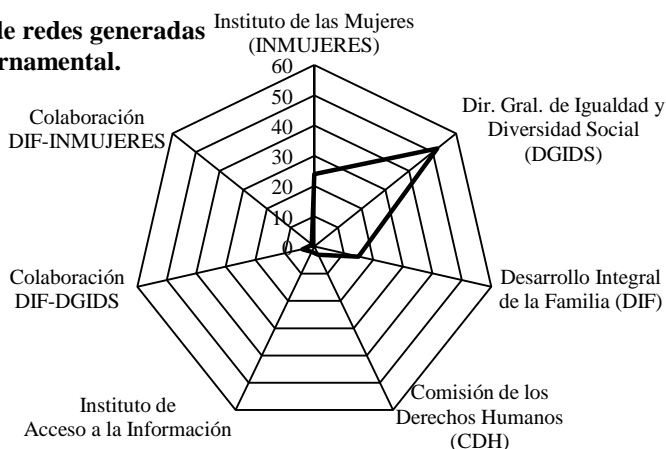 de redes generadas
rnamental.
Instituto de las Mujeres
(INMUJERES)
Dir. Gral. de Igualdad y
Diversidad Social
(DGIDS)
Desarrollo Integral
de la Familia (DIF)
Comisión de los
Derechos Humanos
(CDH)
Instituto de
Acceso a la Información
Colaboración
DIF-DGIDS
Colaboración
DIF-INMUJERES
60
50
40
30
20
10
0